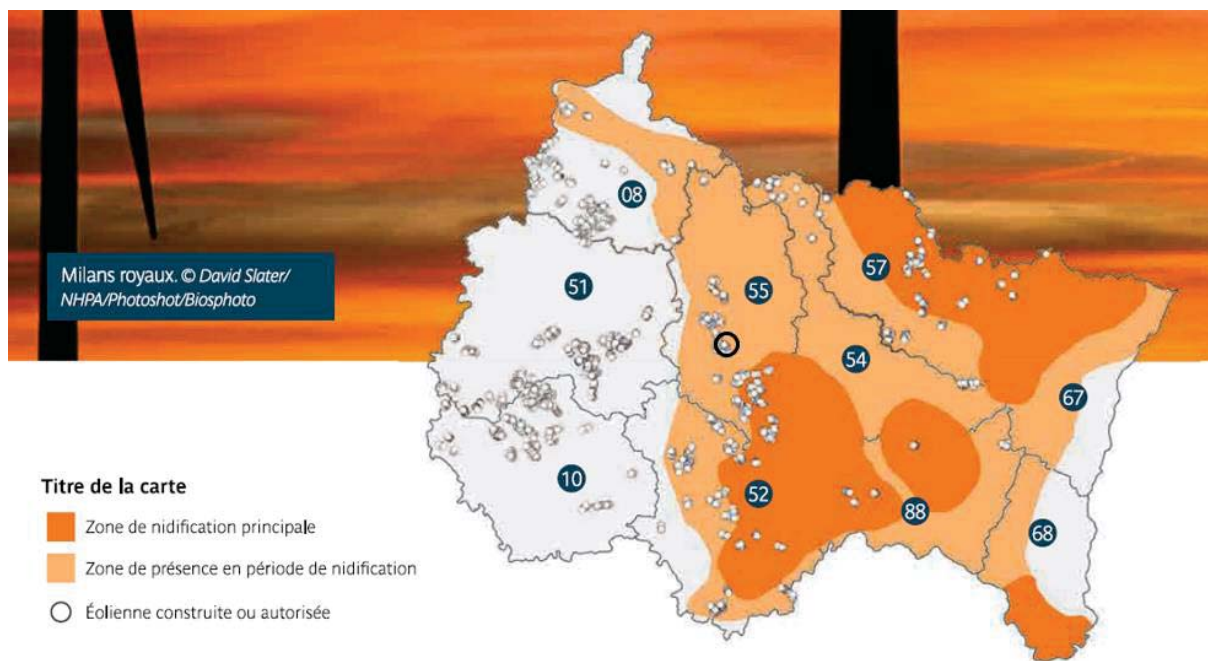 Milans royaux. © David Slater/
NHPA/Photoshot/Biosphoto
08
51
55
57
54
67
10
52
88
68
Titre de la carte
Zone de nidification principale
Zone de présence en période de nidification
Éolienne construite ou autorisée